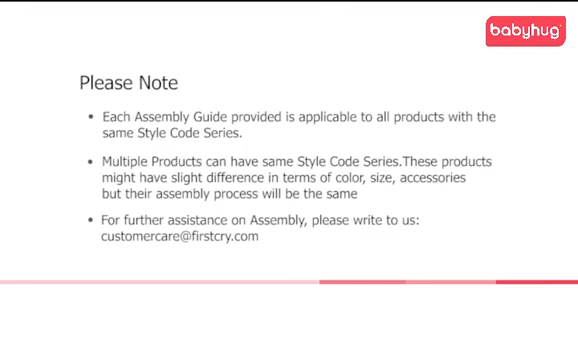 babyhug
Please Note
• Each Assembly Guide provided is applicable to all products with the
same Style Code Series.
• Multiple Products can have same Style Code Series.These products
might have slight difference in terms of color, size, accessories
but their assembly process will be the same
• For further assistance on Assembly, please write to us:
customercare@firstcry.com